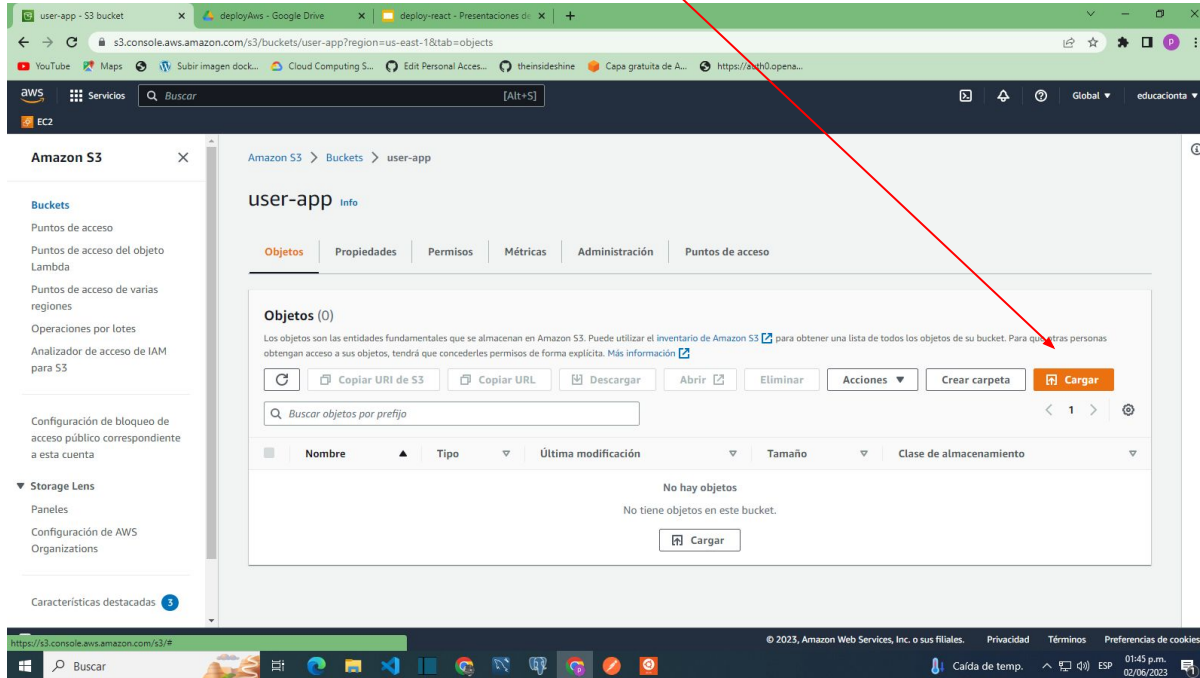 user-app - S3 bucket
deployAws - Google Drive
deploy-react - Presentaciones de
s3.console.aws.amazon.com/s3/buckets/user-app?region=us-east-1&tab=objects
YouTube
Maps
Subir imagen dock...
Cloud Computing S...
Edit Personal Acces...
theinsideshine
Capa gratuita de A...
https://auth0.opena...
aws
Servicios
Buscar
[Alt+S]
Global
educacionta
EC2
Amazon S3
Buckets
Puntos de acceso
Puntos de acceso del objeto
Lambda
Puntos de acceso de varias
regiones
Operaciones por lotes
Analizador de acceso de IAM
para S3
Configuración de bloqueo de
acceso público correspondiente
a esta cuenta
Storage Lens
Paneles
Configuración de AWS
Organizations
Características destacadas 3
https://s3.console.aws.amazon.com/s3/#
Amazon S3 > Buckets > user-app
user-app Info
Objetos
Propiedades
Permisos
Métricas
Administración
Puntos de acceso
Objetos (0)
Los objetos son las entidades fundamentales que se almacenan en Amazon S3. Puede utilizar el inventario de Amazon S3 para obtener una lista de todos los objetos de su bucket. Para que otras personas
obtengan acceso a sus objetos, tendrá que concederles permisos de forma explícita. Más información
Copiar URI de S3
Copiar URL
Descargar
Abrir
Eliminar
Acciones
Crear carpeta
Cargar
Buscar objetos por prefijo
< 1 >
Nombre
Tipo
Última modificación
Tamaño
Clase de almacenamiento
No hay objetos
No tiene objetos en este bucket.
Cargar
© 2023, Amazon Web Services, Inc. o sus filiales.
Privacidad
Términos
Preferencias de cookies
Buscar
Caída de temp.
ESP
01:45 p.m.
02/06/2023